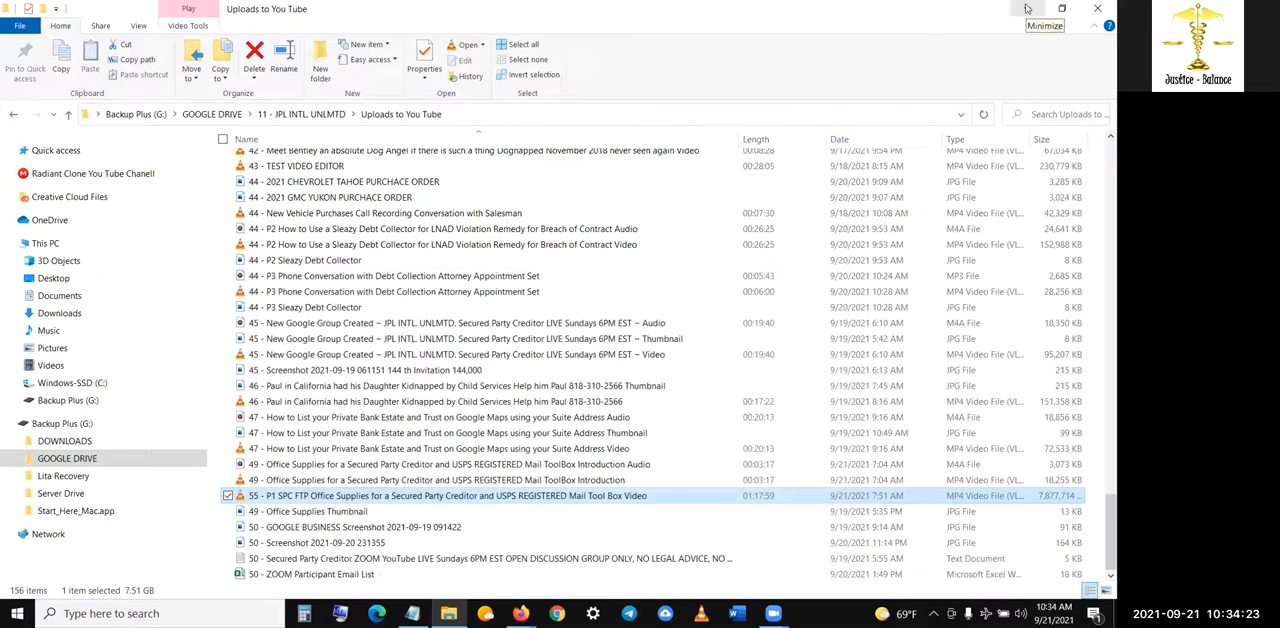 Play
Uploads to You Tube
File Home Share View Video Tools
Minimize
Pin to Quick access
Copy
Paste
Cut
Copy path
Paste shortcut
Clipboard
Move to
Copy to
Delete
Rename
Organize
New folder
New item
Easy access
New
Properties
Open
Edit
History
Open
Select all
Select none
Invert selection
Select
Backup Plus (G:) > GOOGLE DRIVE > 11 - JPL INTL. UNLMTD > Uploads to You Tube
Search Uploads to ...
Quick access
Radiant Clone You Tube Chanell
Creative Cloud Files
OneDrive
This PC
3D Objects
Desktop
Documents
Downloads
Music
Pictures
Videos
Windows-SSD (C:)
Backup Plus (G:)
Backup Plus (G:)
DOWNLOADS
GOOGLE DRIVE
Lita Recovery
Server Drive
Start_Here_Mac.app
Network
Name Length Date Type Size
42 - Meet Bentley an absolute Dog Angel if there is such a thing Dognapped November 2018 never seen again Video 00:08:28 9/17/2021 9:54 PM MP4 Video File (VL... 67,034 KB
43 - TEST VIDEO EDITOR 00:28:05 9/18/2021 8:15 AM MP4 Video File (VL... 230,779 KB
44 - 2021 CHEVROLET TAHOE PURCHACE ORDER 9/20/2021 9:09 AM JPG File 3,285 KB
44 - 2021 GMC YUKON PURCHACE ORDER 9/20/2021 9:07 AM JPG File 3,024 KB
44 - New Vehicle Purchases Call Recording Conversation with Salesman 00:07:30 9/18/2021 10:08 AM MP4 Video File (VL... 42,329 KB
44 - P2 How to Use a Sleazy Debt Collector for LNAD Violation Remedy for Breach of Contract Audio 00:26:25 9/20/2021 9:53 AM M4A File 24,641 KB
44 - P2 How to Use a Sleazy Debt Collector for LNAD Violation Remedy for Breach of Contract Video 00:26:25 9/20/2021 9:53 AM MP4 Video File (VL... 152,988 KB
44 - P2 Sleazy Debt Collector 9/20/2021 9:53 AM JPG File 8 KB
44 - P3 Phone Conversation with Debt Collection Attorney Appointment Set 00:05:43 9/20/2021 10:24 AM MP3 File 2,685 KB
44 - P3 Phone Conversation with Debt Collection Attorney Appointment Set 00:06:00 9/20/2021 10:28 AM MP4 Video File (VL... 28,256 KB
44 - P3 Sleazy Debt Collector 9/20/2021 10:28 AM JPG File 8 KB
45 - New Google Group Created ~ JPL INTL. UNLMTD. Secured Party Creditor LIVE Sundays 6PM EST ~ Audio 00:19:40 9/19/2021 6:10 AM M4A File 18,350 KB
45 - New Google Group Created ~ JPL INTL. UNLMTD. Secured Party Creditor LIVE Sundays 6PM EST ~ Thumbnail 9/19/2021 5:42 AM JPG File 8 KB
45 - New Google Group Created ~ JPL INTL. UNLMTD. Secured Party Creditor LIVE Sundays 6PM EST ~ Video 00:19:40 9/19/2021 6:10 AM MP4 Video File (VL... 95,207 KB
45 - Screenshot 2021-09-19 061151 144 th Invitation 144,000 9/19/2021 6:13 AM JPG File 215 KB
46 - Paul in California had his Daughter Kidnapped by Child Services Help him Paul 818-310-2566 Thumbnail 9/19/2021 7:45 AM JPG File 215 KB
46 - Paul in California had his Daughter Kidnapped by Child Services Help him Paul 818-310-2566 00:17:22 9/19/2021 8:16 AM MP4 Video File (VL... 151,358 KB
47 - How to List your Private Bank Estate and Trust on Google Maps using your Suite Address Audio 00:20:13 9/19/2021 9:16 AM M4A File 18,856 KB
47 - How to List your Private Bank Estate and Trust on Google Maps using your Suite Address Thumbnail 9/19/2021 10:49 AM JPG File 99 KB
47 - How to List your Private Bank Estate and Trust on Google Maps using your Suite Address Video 00:20:13 9/19/2021 9:16 AM MP4 Video File (VL... 72,533 KB
49 - Office Supplies for a Secured Party Creditor and USPS REGISTERED Mail ToolBox Introduction Audio 00:03:17 9/21/2021 7:04 AM M4A File 3,073 KB
49 - Office Supplies for a Secured Party Creditor and USPS REGISTERED Mail ToolBox Introduction 00:03:17 9/21/2021 7:04 AM MP4 Video File (VL... 6,255 KB
55 - P1 SPC FTP Office Supplies for a Secured Party Creditor and USPS REGISTERED Mail Tool Box Video 01:17:59 9/21/2021 7:51 AM MP4 Video File (VL... 7,877,714 ...
49 - Office Supplies Thumbnail 9/19/2021 5:35 PM JPG File 13 KB
50 - GOOGLE BUSINESS Screenshot 2021-09-19 091422 9/19/2021 9:14 AM JPG File 91 KB
50 - Screenshot 2021-09-20 231355 9/20/2021 11:14 PM JPG File 164 KB
50 - Secured Party Creditor ZOOM YouTube LIVE Sundays 6PM EST OPEN DISCUSSION GROUP ONLY, NO LEGAL ADVICE, NO ... 9/19/2021 5:55 AM Text Document 5 KB
50 - ZOOM Participant Email List 9/20/2021 1:49 PM Microsoft Excel W... 18 KB
156 items 1 item selected 7.51 GB
Type here to search
69°F
10:34 AM
9/21/2021
1
Justice - Balance
2021-09-21 10:34:23